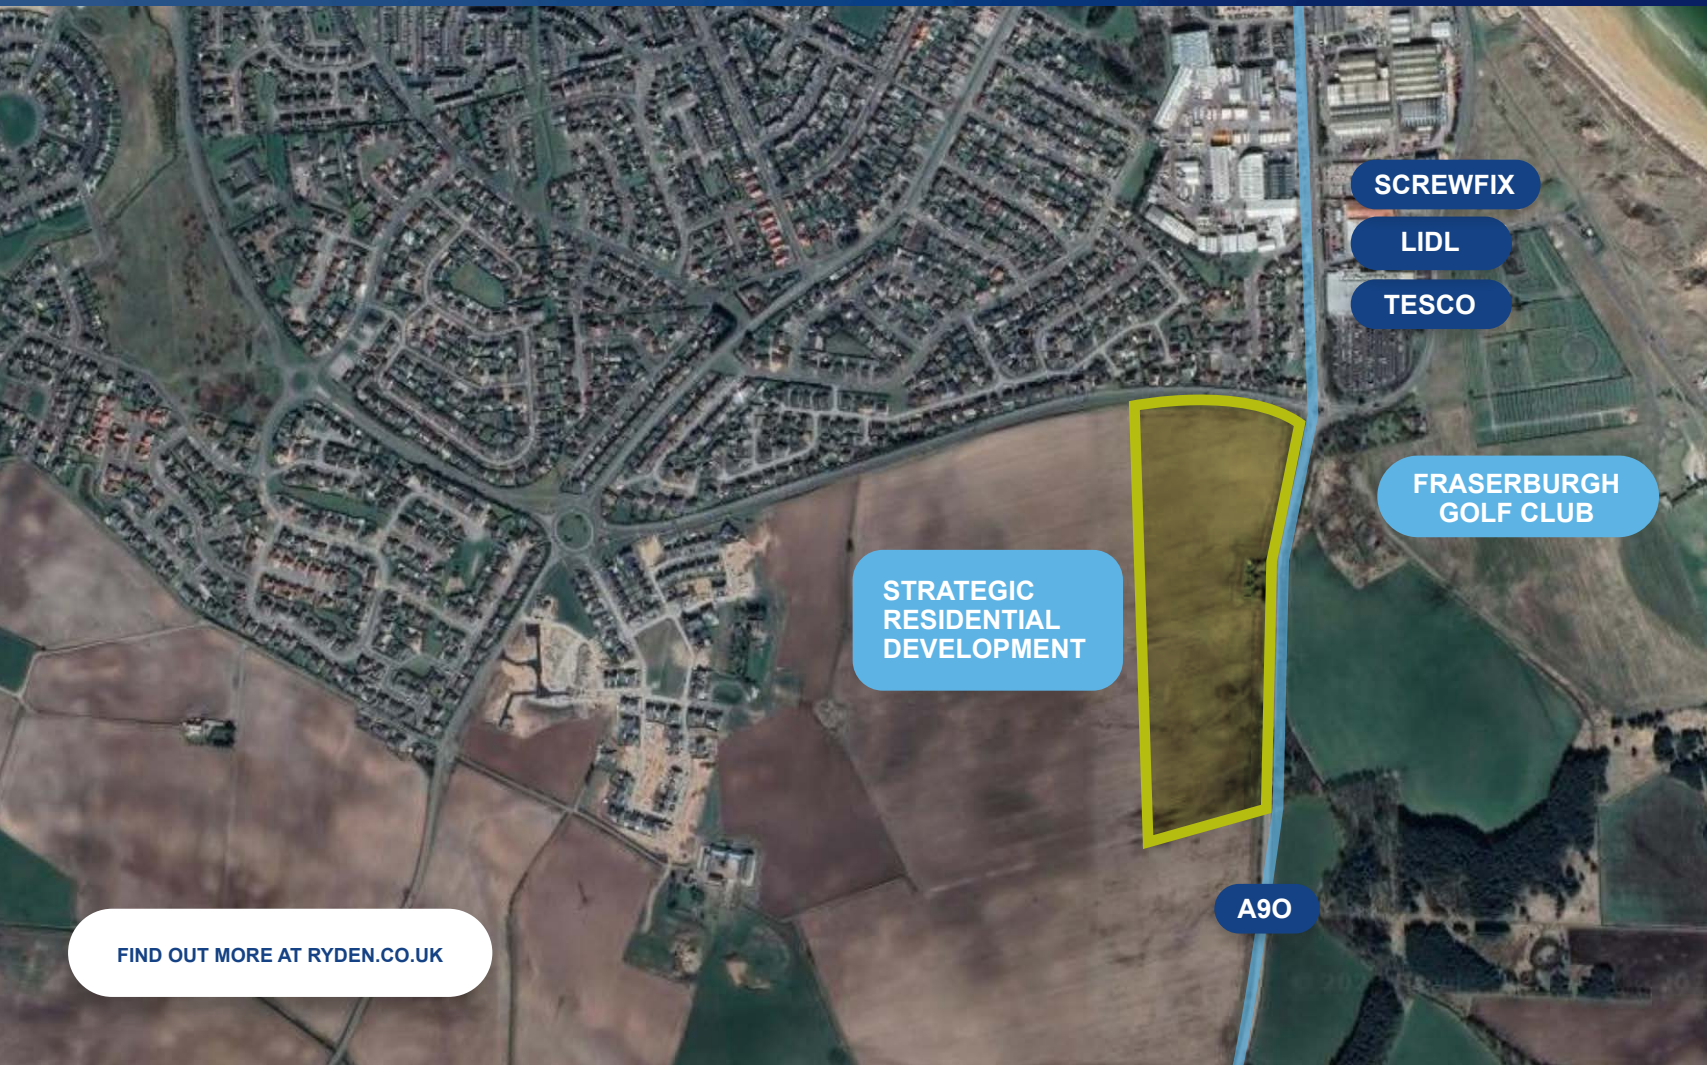 SCREWFIX
LIDL
TESCO
FRASERBURGH
GOLF CLUB
STRATEGIC
RESIDENTIAL
DEVELOPMENT
A9O
FIND OUT MORE AT RYDEN.CO.UK